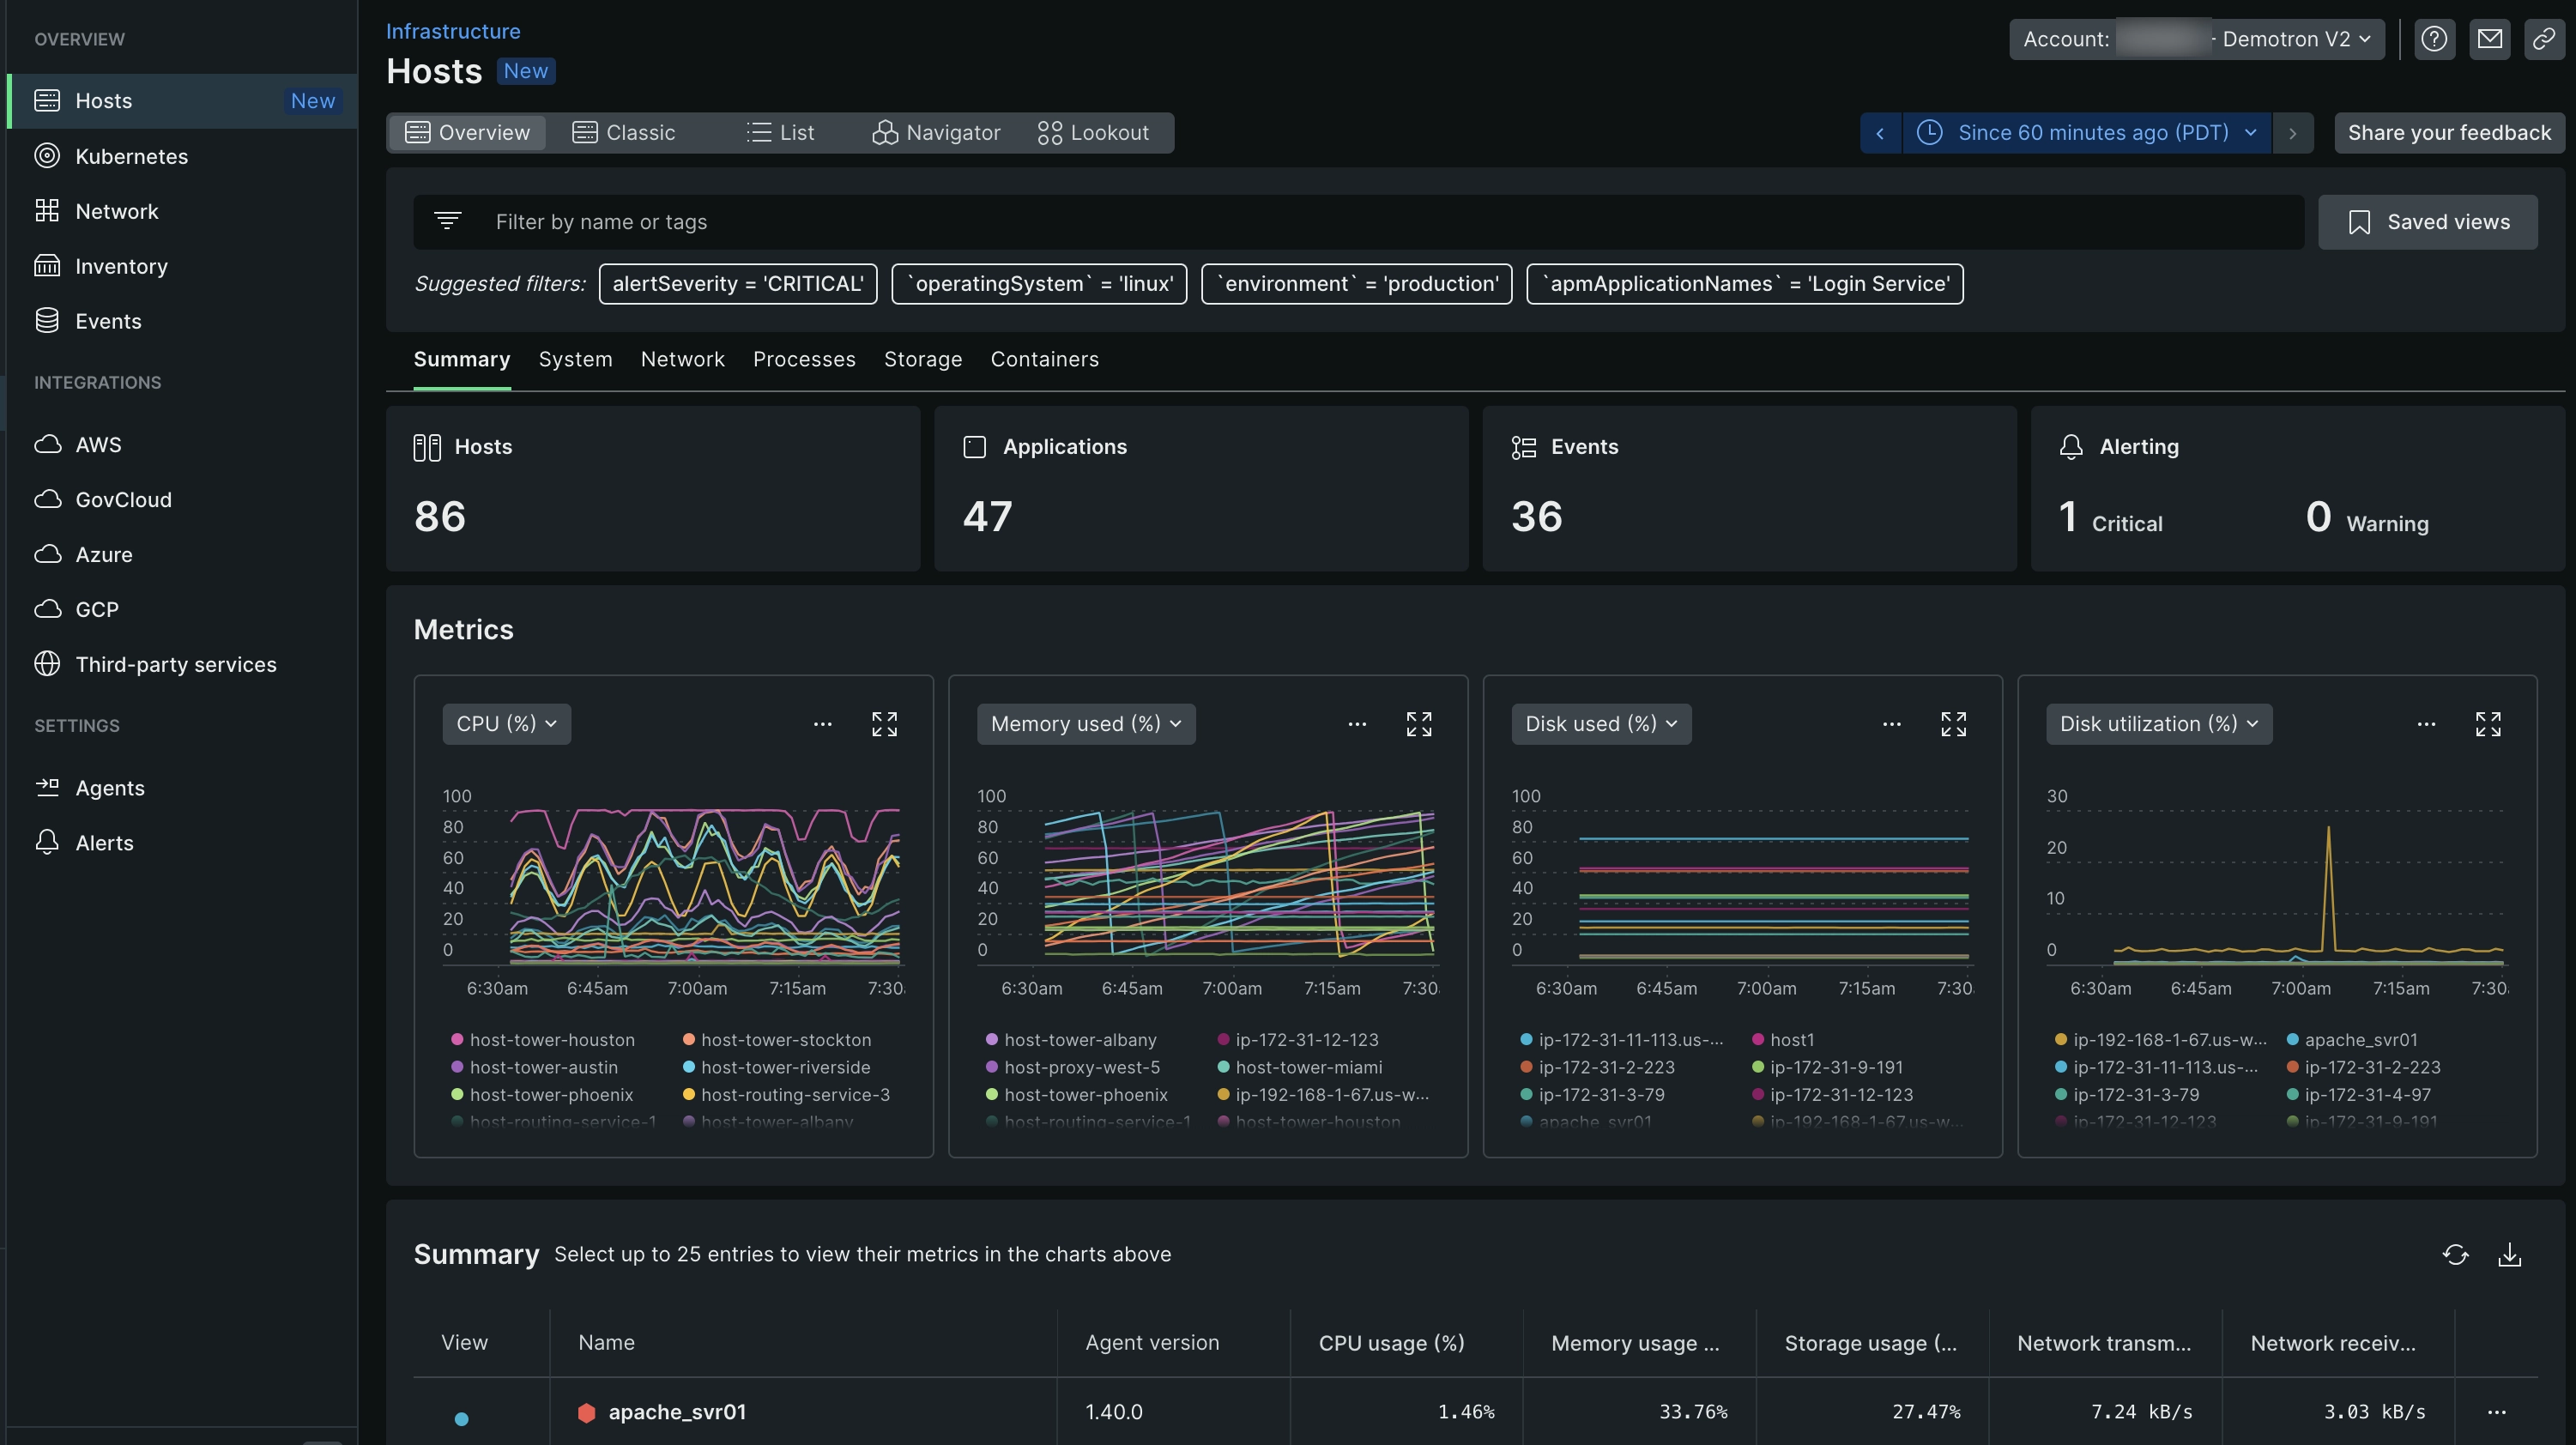 OVERVIEW
Hosts New
Kubernetes
Network
Inventory
Events
INTEGRATIONS
AWS
GovCloud
Azure
GCP
Third-party services
SETTINGS
Agents
Alerts
Infrastructure
Hosts New
Account: - Demotron V2
Overview Classic List Navigator Lookout
Since 60 minutes ago (PDT)
Share your feedback
Filter by name or tags
Saved views
Suggested filters: alertSeverity = 'CRITICAL' `operatingSystem` = 'linux' `environment` = 'production' `apmApplicationNames` = 'Login Service'
Summary System Network Processes Storage Containers
Hosts
86
Applications
47
Events
36
Alerting
1 Critical 0 Warning
Metrics
CPU (%)
100
80
60
40
20
0
6:30am 6:45am 7:00am 7:15am 7:30
host-tower-houston host-tower-stockton
host-tower-austin host-tower-riverside
host-tower-phoenix host-routing-service-3
host-routing-service-1 host-tower-albany
Memory used (%)
100
80
60
40
20
0
6:30am 6:45am 7:00am 7:15am 7:30
host-tower-albany ip-172-31-12-123
host-proxy-west-5 host-tower-miami
host-tower-phoenix ip-192-168-1-67.us-w...
host-routing-service-1 host-tower-houston
Disk used (%)
100
80
60
40
20
0
6:30am 6:45am 7:00am 7:15am 7:30
ip-172-31-11-113.us-... host1
ip-172-31-2-223 ip-172-31-9-191
ip-172-31-3-79 ip-172-31-12-123
apache_svr01 ip-192-168-1-67.us-w...
Disk utilization (%)
30
20
10
0
6:30am 6:45am 7:00am 7:15am 7:30
ip-192-168-1-67.us-w... apache_svr01
ip-172-31-11-113.us-... ip-172-31-2-223
ip-172-31-3-79 ip-172-31-4-97
ip-172-31-12-123 ip-172-31-9-191
Summary Select up to 25 entries to view their metrics in the charts above
View Name Agent version CPU usage (%) Memory usage ... Storage usage (... Network transm... Network receiv...
apache_svr01 1.40.0 1.46% 33.76% 27.47% 7.24 kB/s 3.03 kB/s ...